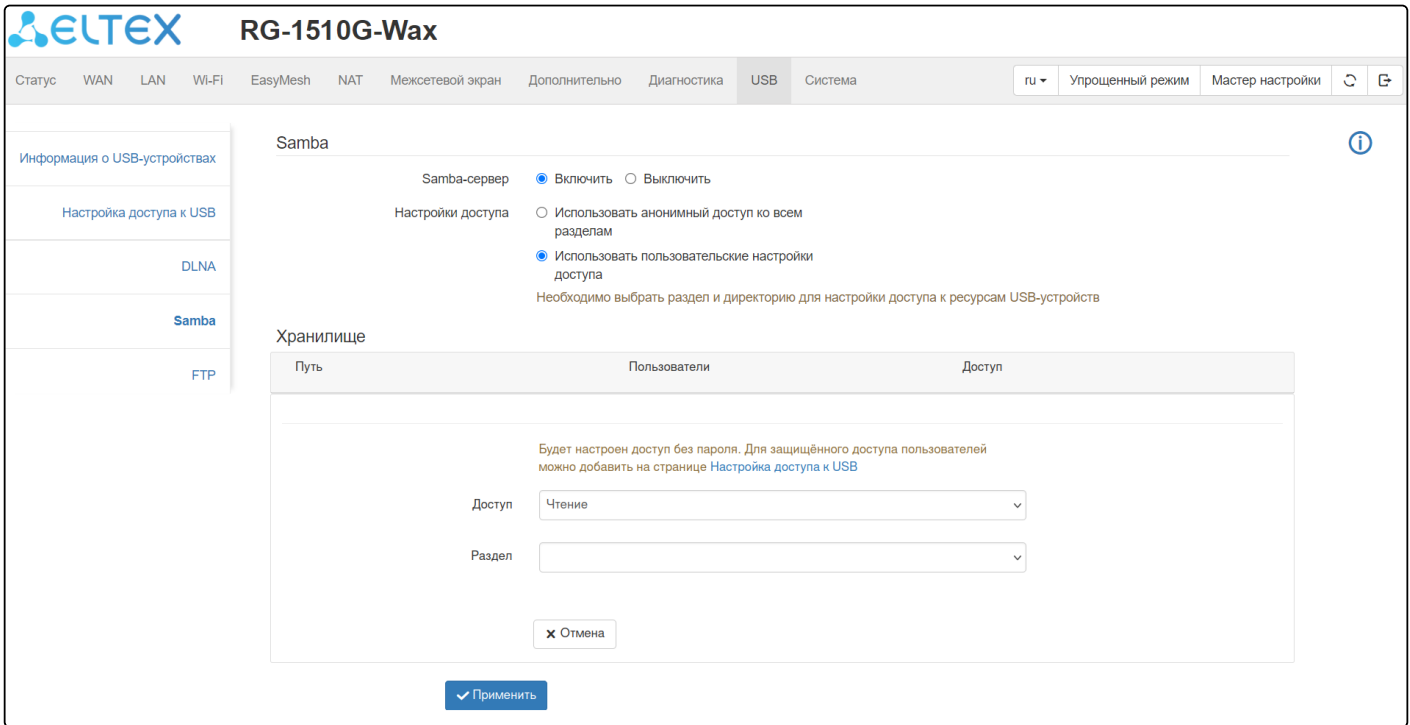 ELTEX RG-1510G-Wax
Статус WAN LAN Wi-Fi EasyMesh NAT Межсетевой экран Дополнительно Диагностика USB Система ru Упрощенный режим Мастер настройки
Информация о USB-устройствах
Настройка доступа к USB
DLNA
Samba
FTP
Samba
Samba-сервер Включить Выключить
Настройки доступа Использовать анонимный доступ ко всем
разделам
Использовать пользовательские настройки
доступа
Необходимо выбрать раздел и директорию для настройки доступа к ресурсам USB-устройств
Хранилище
Путь Пользователи Доступ
Будет настроен доступ без пароля. Для защищённого доступа пользователей
можно добавить на странице Настройка доступа к USB
Доступ Чтение
Раздел
Отмена
Применить